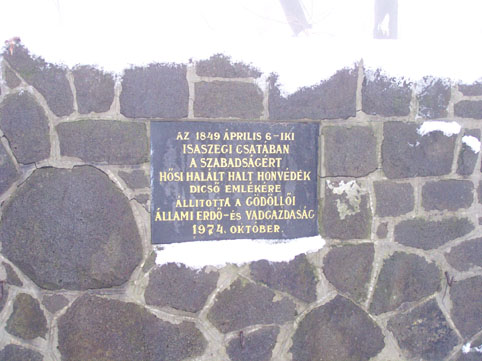 AZ 1849 ÁPRILIS 6-IKI
ISASZEGI CSATÁBAN
A SZABADSÁGÉRT
HŐSI HALÁLT HALT HONVÉDÉK
DICSŐ EMLÉKÉRE
ÁLLITOTTA A GÖDÖLLŐI
ÁLLAMI ERDŐ-ÉS VADGAZDASÁG
1974. OKTÓBER.